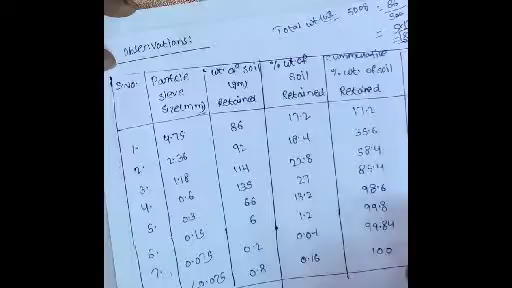 Observations:
Total wt 500g = 86
500
=
S.No. Particle sieve size(mm) wt of soil (gm) Retained % wt of soil Retained cummulative % wt. of soil Retained
1. 4.75 86 17.2 17.2
2. 2.36 92 18.4 35.6
3. 1.18 114 22.8 58.4
4. 0.6 135 27 85.4
5. 0.3 66 13.2 98.6
6. 0.15 6 1.2 99.8
7. 0.075 0.2 0.04 99.84
0.075 0.8 0.16 100